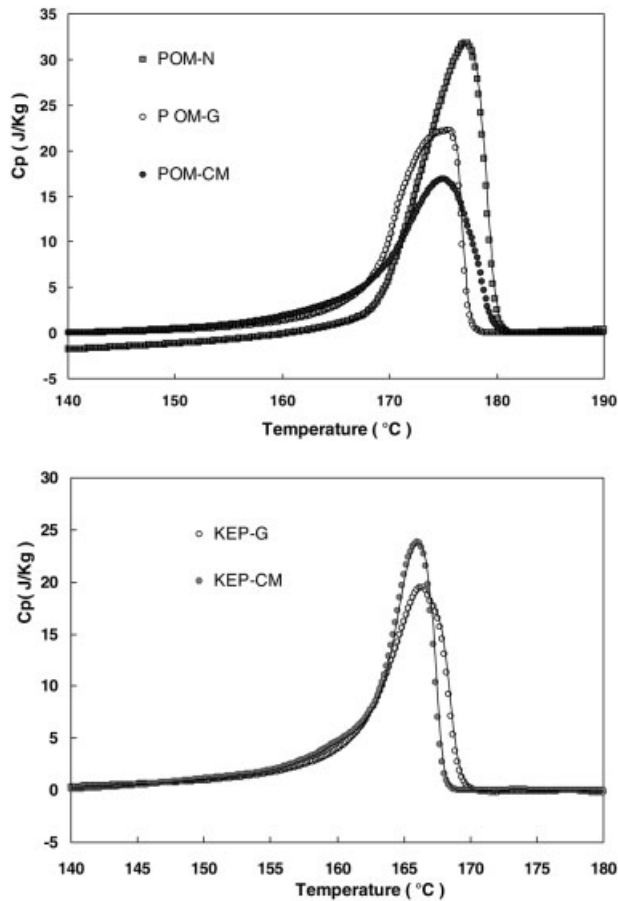 35
30
25
20
15
10
5
0
-5
Cp (J/Kg)
POM-N
P OM-G
POM-CM
140 150 160 170 180 190
Temperature ( °C)
30
25
20
15
10
5
0
-5
Cp( J/Kg)
KEP-G
KEP-CM
140 145 150 155 160 165 170 175 180
Temperature ( °C)